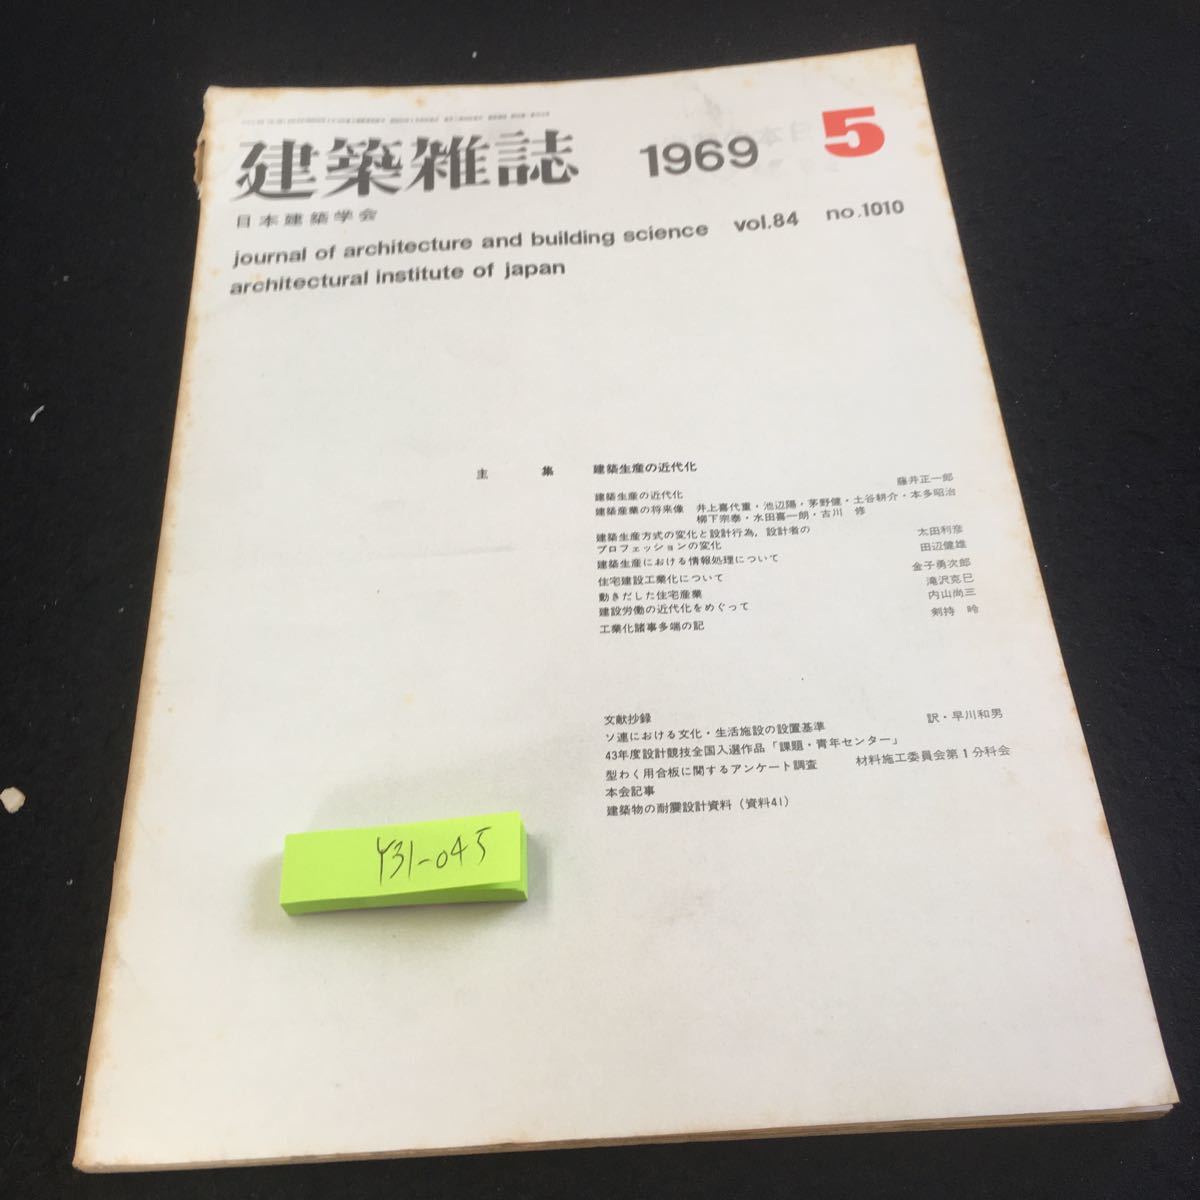 建築雑誌 1969 5
日本建築学会
journal of architecture and building science vol.84 no.1010
architectural institute of japan
主 集 建築生産の近代化
建築生産の近代化 藤井正一郎
建築産業の将来像 井上喜代重・池辺陽・茅野健・土谷耕介・本多昭治
柳下宗泰・水田喜一朗・古川 修
建築生産方式の変化と設計行為,設計者の
プロフェッションの変化 太田利彦
建築生産における情報処理について 田辺健雄
住宅建設工業化について 金子勇次郎
動きだした住宅産業 滝沢克巳
建設労働の近代化をめぐって 内山尚三
工業化諸事多端の記 剣持 昤
文献抄録
ソ連における文化・生活施設の設置基準 訳・早川和男
43年度設計競技全国入選作品「課題・青年センター」
型わく用合板に関するアンケート調査 材料施工委員会第1分科会
本会記事
建築物の耐震設計資料(資料41)
Y31-045